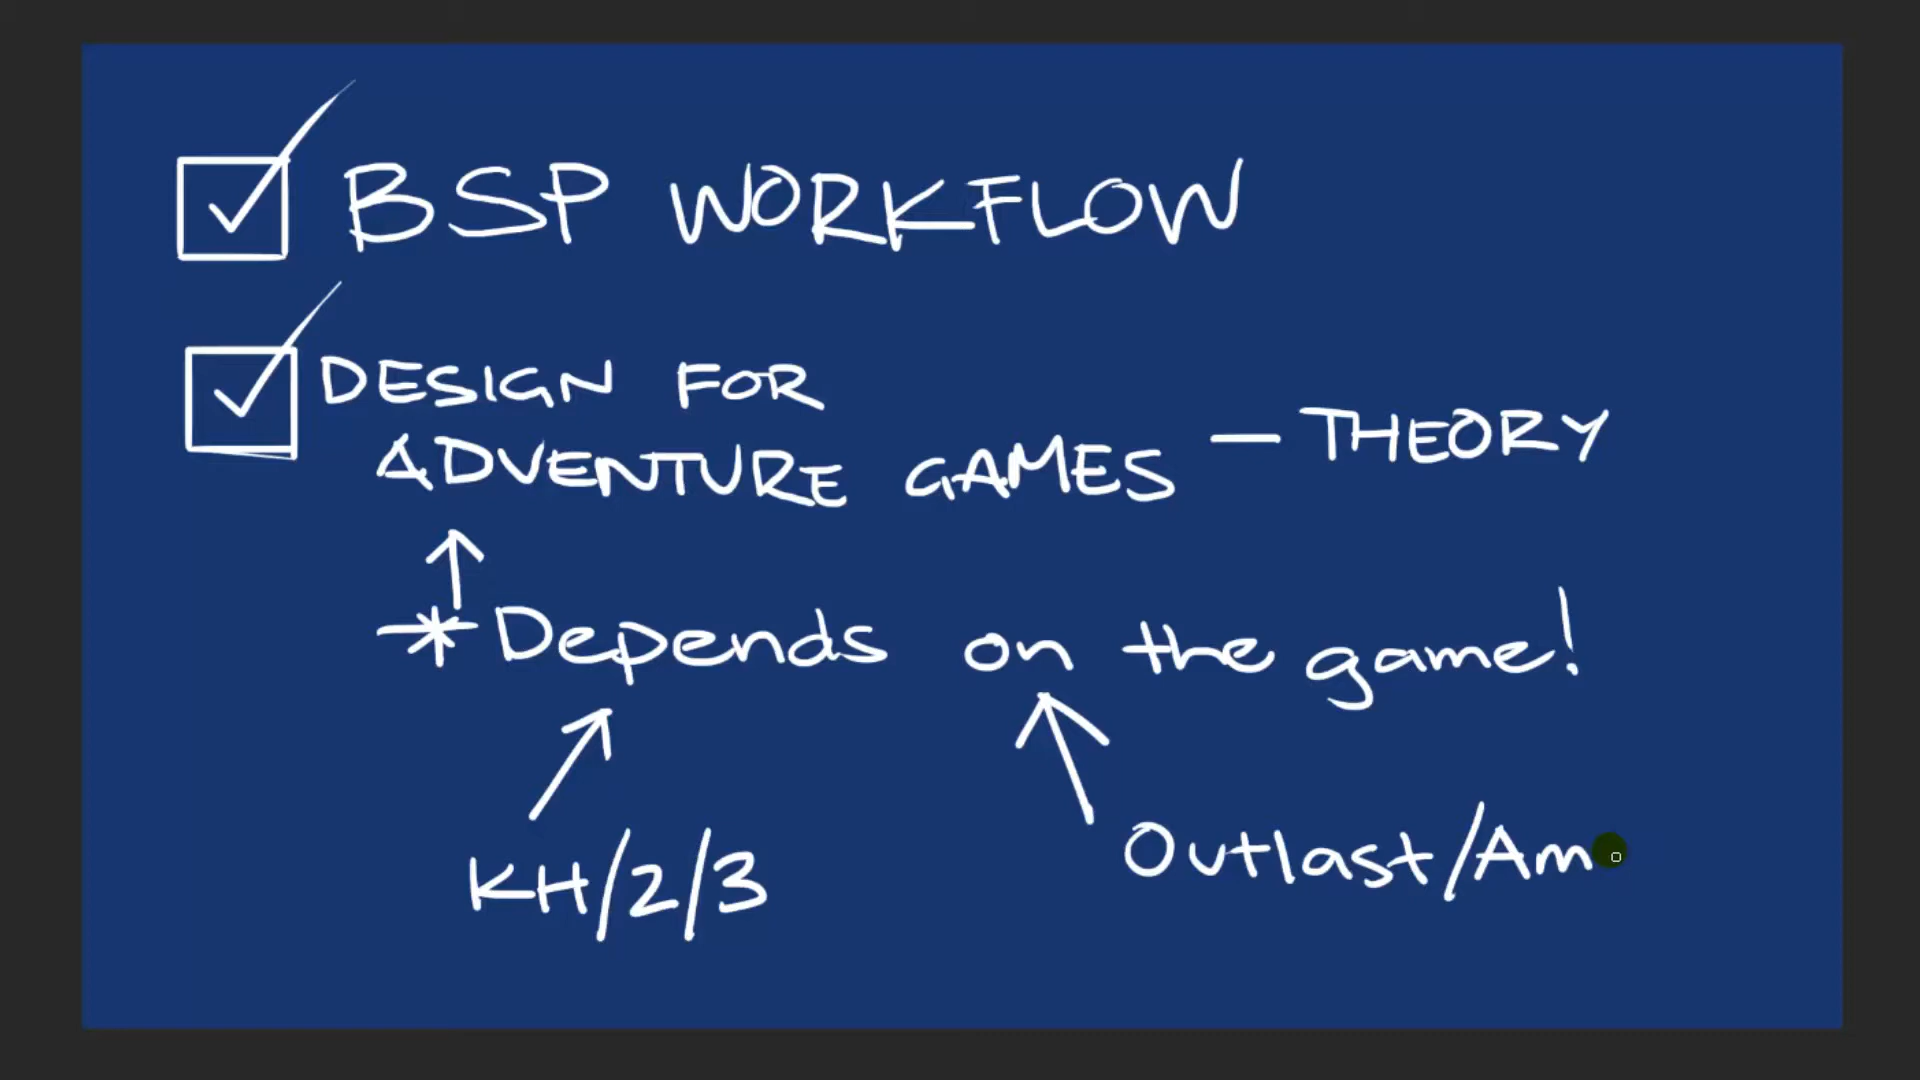 BSP WORKFLOW
DESIGN FOR
ADVENTURE GAMES — THEORY
* Depends on the game!
KH/2/3
Outlast/Am